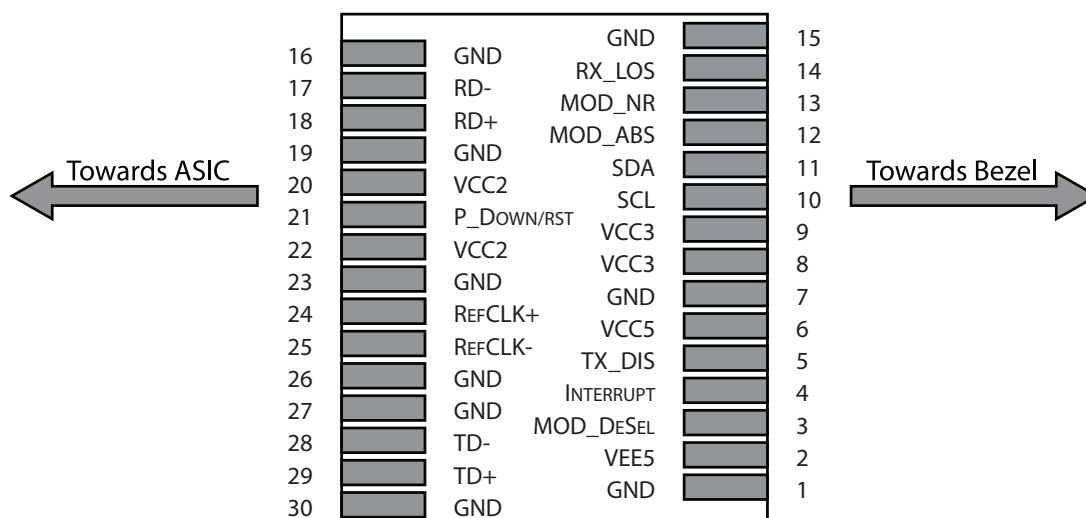 GND 15
16 GND
RX_LOS 14
17 RD-
MOD_NR 13
18 RD+
MOD_ABS 12
19 GND
Towards ASIC
SDA 11
Towards Bezel
20 VCC2
SCL 10
21 P_DOWN/RST
VCC3 9
22 VCC2
VCC3 8
23 GND
GND 7
24 REFCLK+
VCC5 6
25 REFCLK-
TX_DIS 5
26 GND
INTERRUPT 4
27 GND
MOD_DESEL 3
28 TD-
VEE5 2
29 TD+
GND 1
30 GND